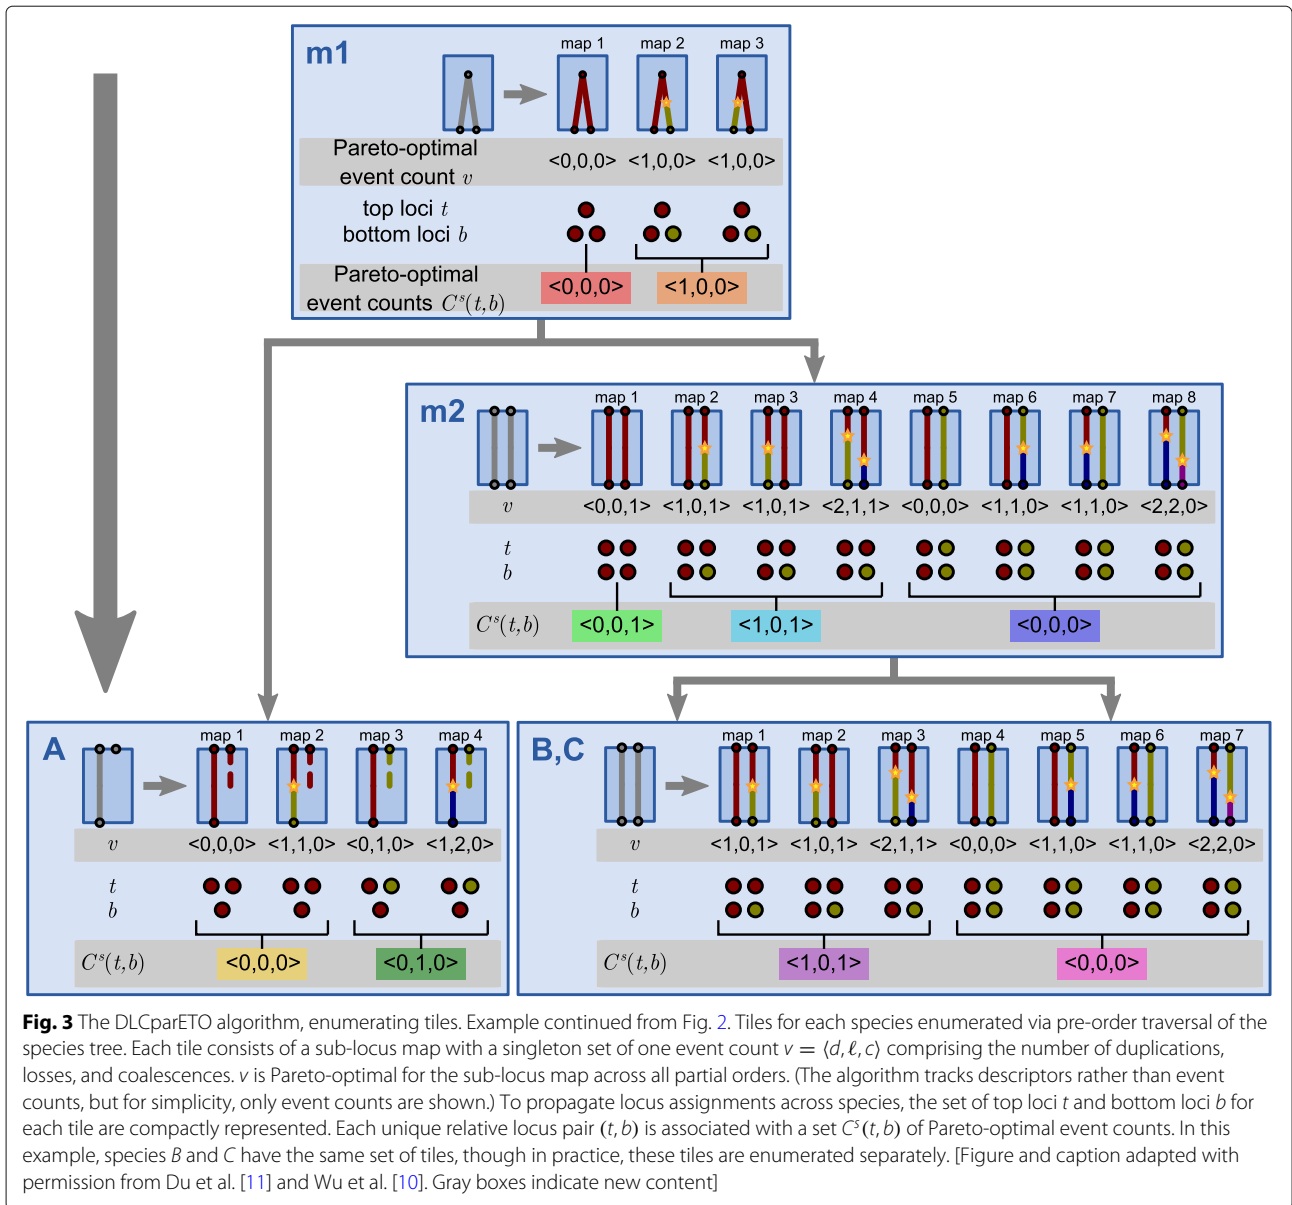 m1
map 1 map 2 map 3
Pareto-optimal
event count v
<0,0,0> <1,0,0> <1,0,0>
top loci t
bottom loci b
Pareto-optimal
event counts Cˢ(t,b)
<0,0,0> <1,0,0>
m2
map 1 map 2 map 3 map 4 map 5 map 6 map 7 map 8
v <0,0,1> <1,0,1> <1,0,1> <2,1,1> <0,0,0> <1,1,0> <1,1,0> <2,2,0>
t
b
Cˢ(t,b) <0,0,1> <1,0,1> <0,0,0>
A
map 1 map 2 map 3 map 4
v <0,0,0> <1,1,0> <0,1,0> <1,2,0>
t
b
Cˢ(t,b) <0,0,0> <0,1,0>
B,C
map 1 map 2 map 3 map 4 map 5 map 6 map 7
v <1,0,1> <1,0,1> <2,1,1> <0,0,0> <1,1,0> <1,1,0> <2,2,0>
t
b
Cˢ(t,b) <1,0,1> <0,0,0>
Fig. 3 The DLCparETO algorithm, enumerating tiles. Example continued from Fig. 2. Tiles for each species enumerated via pre-order traversal of the
species tree. Each tile consists of a sub-locus map with a singleton set of one event count v = ⟨d, ℓ, c⟩ comprising the number of duplications,
losses, and coalescences. v is Pareto-optimal for the sub-locus map across all partial orders. (The algorithm tracks descriptors rather than event
counts, but for simplicity, only event counts are shown.) To propagate locus assignments across species, the set of top loci t and bottom loci b for
each tile are compactly represented. Each unique relative locus pair (t, b) is associated with a set Cˢ(t, b) of Pareto-optimal event counts. In this
example, species B and C have the same set of tiles, though in practice, these tiles are enumerated separately. [Figure and caption adapted with
permission from Du et al. [11] and Wu et al. [10]. Gray boxes indicate new content]